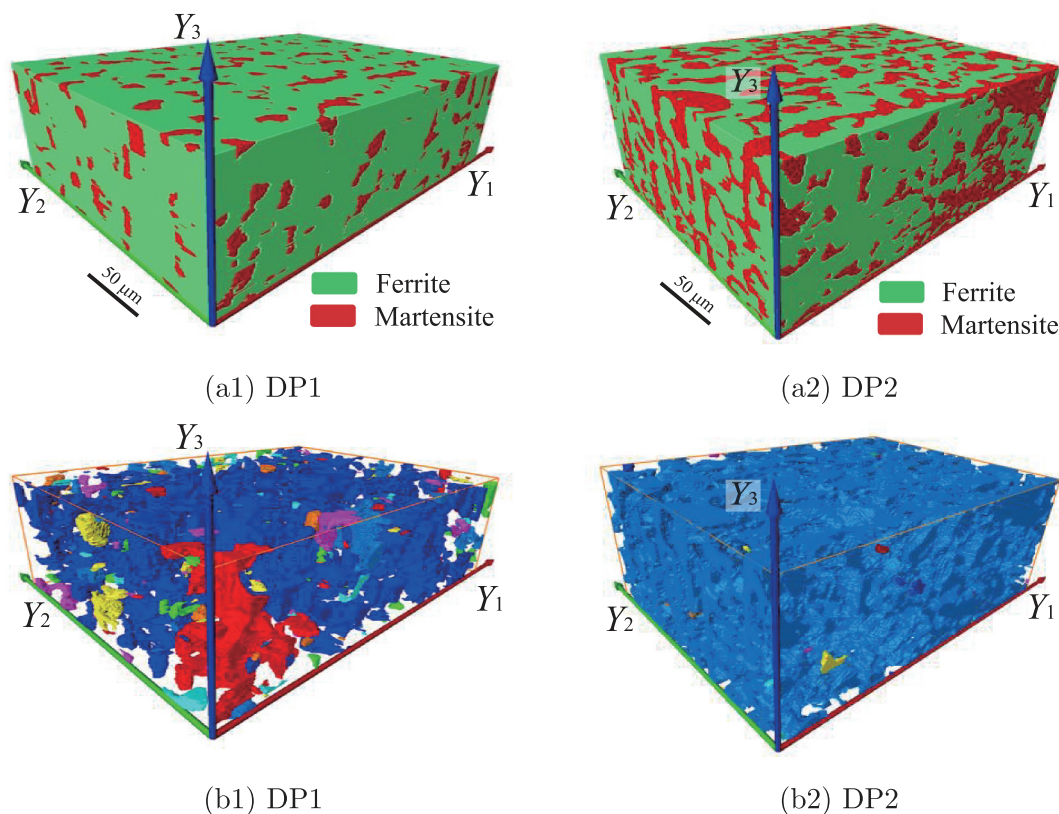 Y3
Y2
Y1
50 μm
Ferrite
Martensite
(a1) DP1
Y3
Y2
Y1
50 μm
Ferrite
Martensite
(a2) DP2
Y3
Y2
Y1
(b1) DP1
Y3
Y2
Y1
(b2) DP2